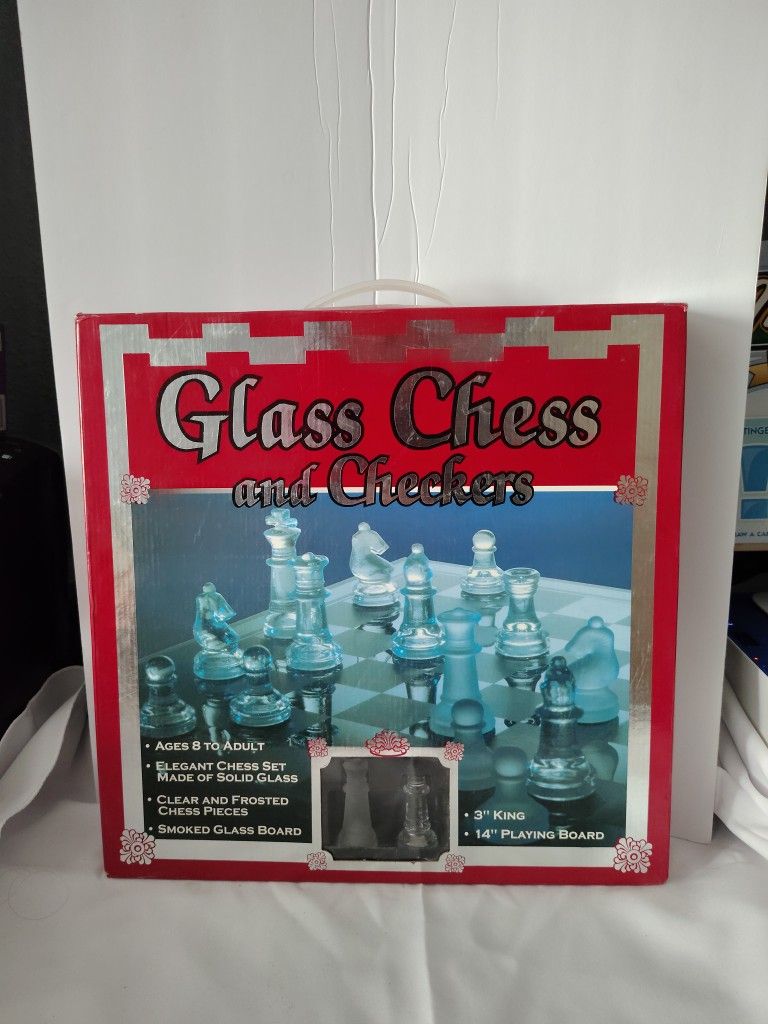 Glass Chess
and Checkers
• Ages 8 to Adult
• Elegant Chess Set
Made of Solid Glass
• Clear and Frosted
Chess Pieces
• Smoked Glass Board
• 3" King
• 14" Playing Board